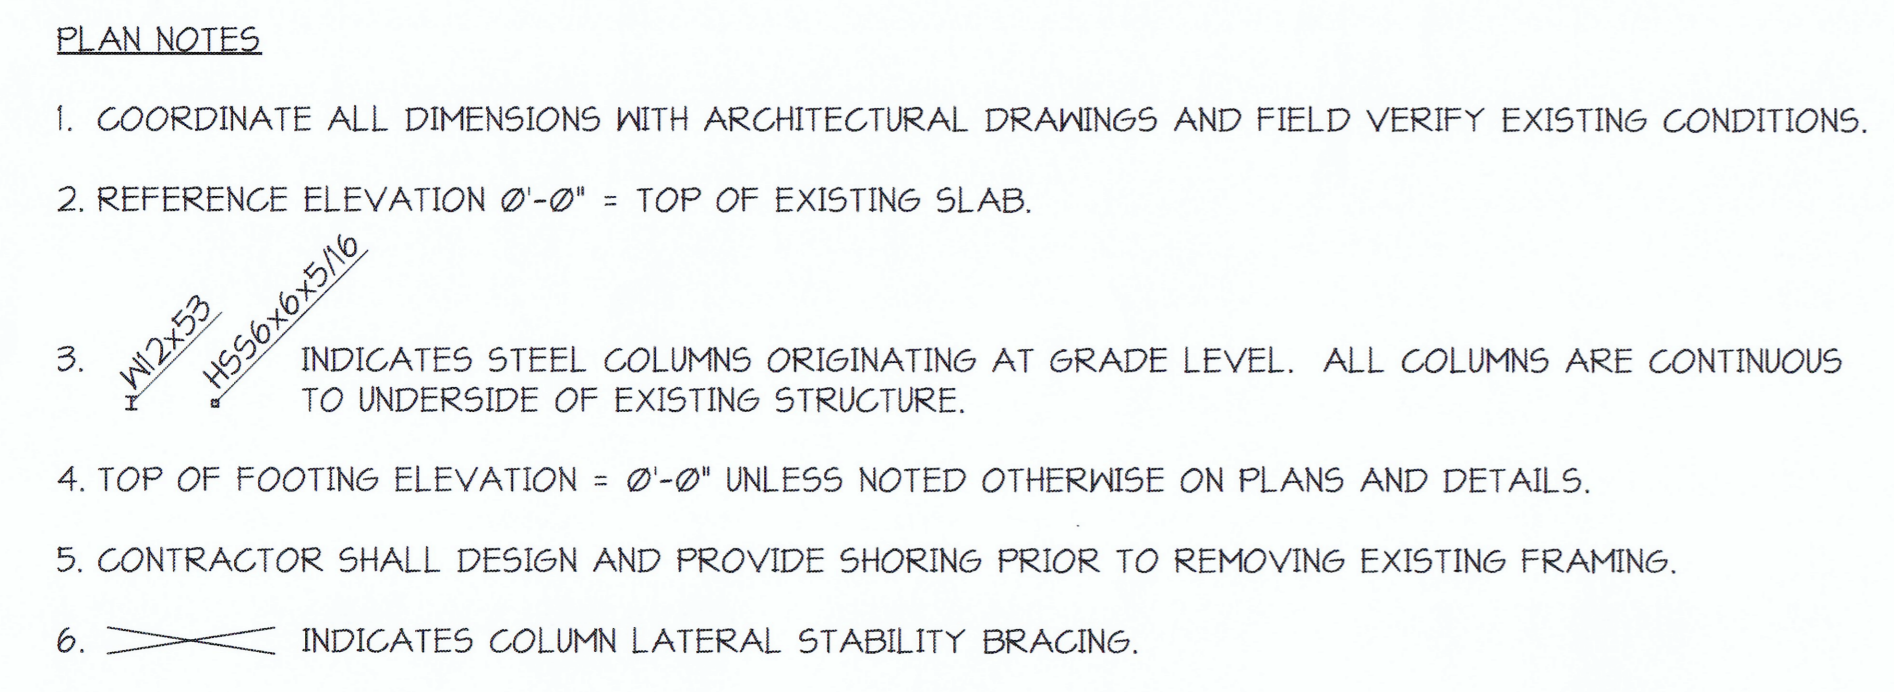 PLAN NOTES
1. COORDINATE ALL DIMENSIONS WITH ARCHITECTURAL DRAWINGS AND FIELD VERIFY EXISTING CONDITIONS.
2. REFERENCE ELEVATION Ø'-Ø" = TOP OF EXISTING SLAB.
W12x53
HSS6x6x5/16
3. INDICATES STEEL COLUMNS ORIGINATING AT GRADE LEVEL. ALL COLUMNS ARE CONTINUOUS
TO UNDERSIDE OF EXISTING STRUCTURE.
4. TOP OF FOOTING ELEVATION = Ø'-Ø" UNLESS NOTED OTHERWISE ON PLANS AND DETAILS.
5. CONTRACTOR SHALL DESIGN AND PROVIDE SHORING PRIOR TO REMOVING EXISTING FRAMING.
6. INDICATES COLUMN LATERAL STABILITY BRACING.